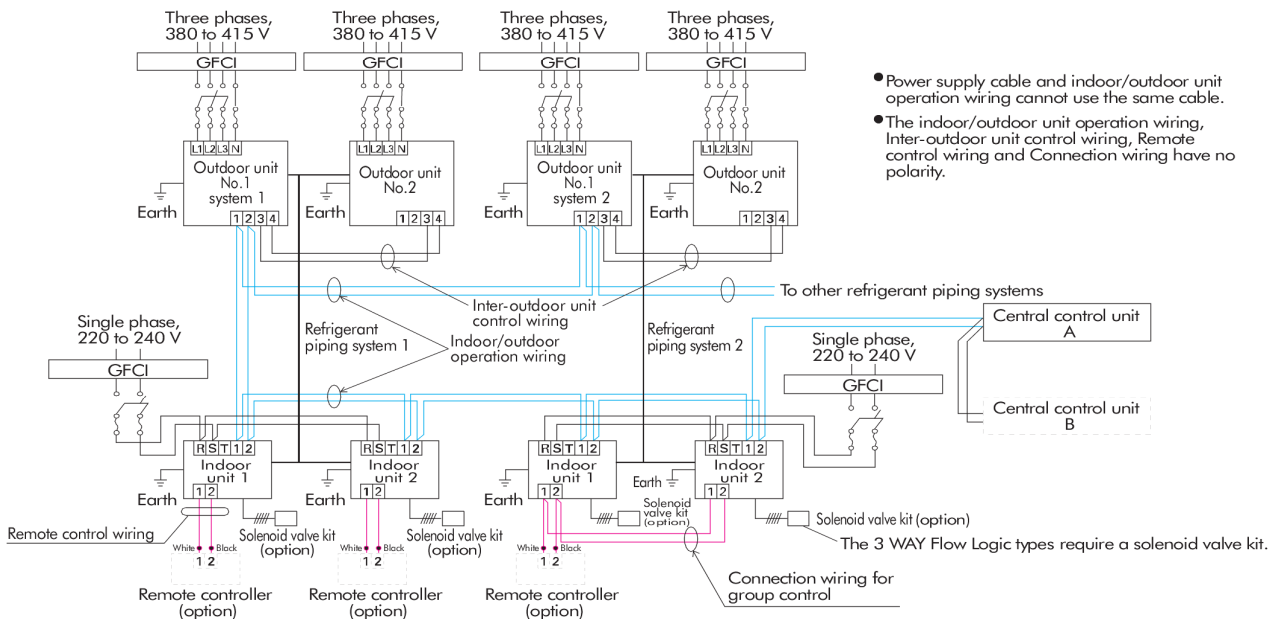 Three phases,
380 to 415 V
Three phases,
380 to 415 V
Three phases,
380 to 415 V
Three phases,
380 to 415 V
GFCI
GFCI
GFCI
GFCI
Power supply cable and indoor/outdoor unit
operation wiring cannot use the same cable.
The indoor/outdoor unit operation wiring,
Inter-outdoor unit control wiring, Remote
control wiring and Connection wiring have no
polarity.
L1 L2 L3 N
L1 L2 L3 N
L1 L2 L3 N
L1 L2 L3 N
Outdoor unit
No.1
system 1
Outdoor unit
No.2
Outdoor unit
No.1
system 2
Outdoor unit
No.2
Earth
Earth
Earth
Earth
1 2 3 4
1 2 3 4
1 2 3 4
1 2 3 4
To other refrigerant piping systems
Inter-outdoor unit
control wiring
Refrigerant
piping system 1
Indoor/outdoor
operation wiring
Refrigerant
piping system 2
Central control unit
A
Central control unit
B
Single phase,
220 to 240 V
GFCI
Single phase,
220 to 240 V
GFCI
R S T 1 2
R S T 1 2
R S T 1 2
R S T 1 2
Indoor
unit 1
Indoor
unit 2
Indoor
unit 1
Indoor
unit 2
Earth
Earth
Earth
Earth
1 2
1 2
1 2
1 2
Remote control wiring
Solenoid valve kit
(option)
Solenoid valve kit
(option)
Solenoid
valve kit
(option)
Solenoid valve kit (option)
The 3 WAY Flow Logic types require a solenoid valve kit.
White Black
1 2
White Black
1 2
White Black
1 2
Remote controller
(option)
Remote controller
(option)
Remote controller
(option)
Connection wiring for
group control